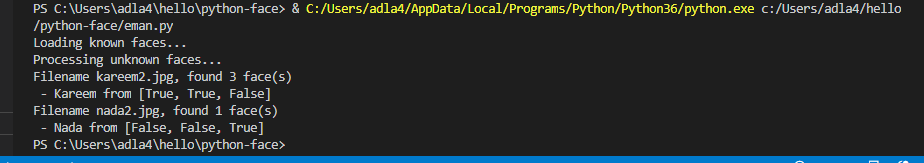 PS C:\Users\adla4\hello\python-face> & C:/Users/adla4/AppData/Local/Programs/Python/Python36/python.exe c:/Users/adla4/hello
/python-face/eman.py
Loading known faces...
Processing unknown faces...
Filename kareem2.jpg, found 3 face(s)
 - Kareem from [True, True, False]
Filename nada2.jpg, found 1 face(s)
 - Nada from [False, False, True]
PS C:\Users\adla4\hello\python-face>